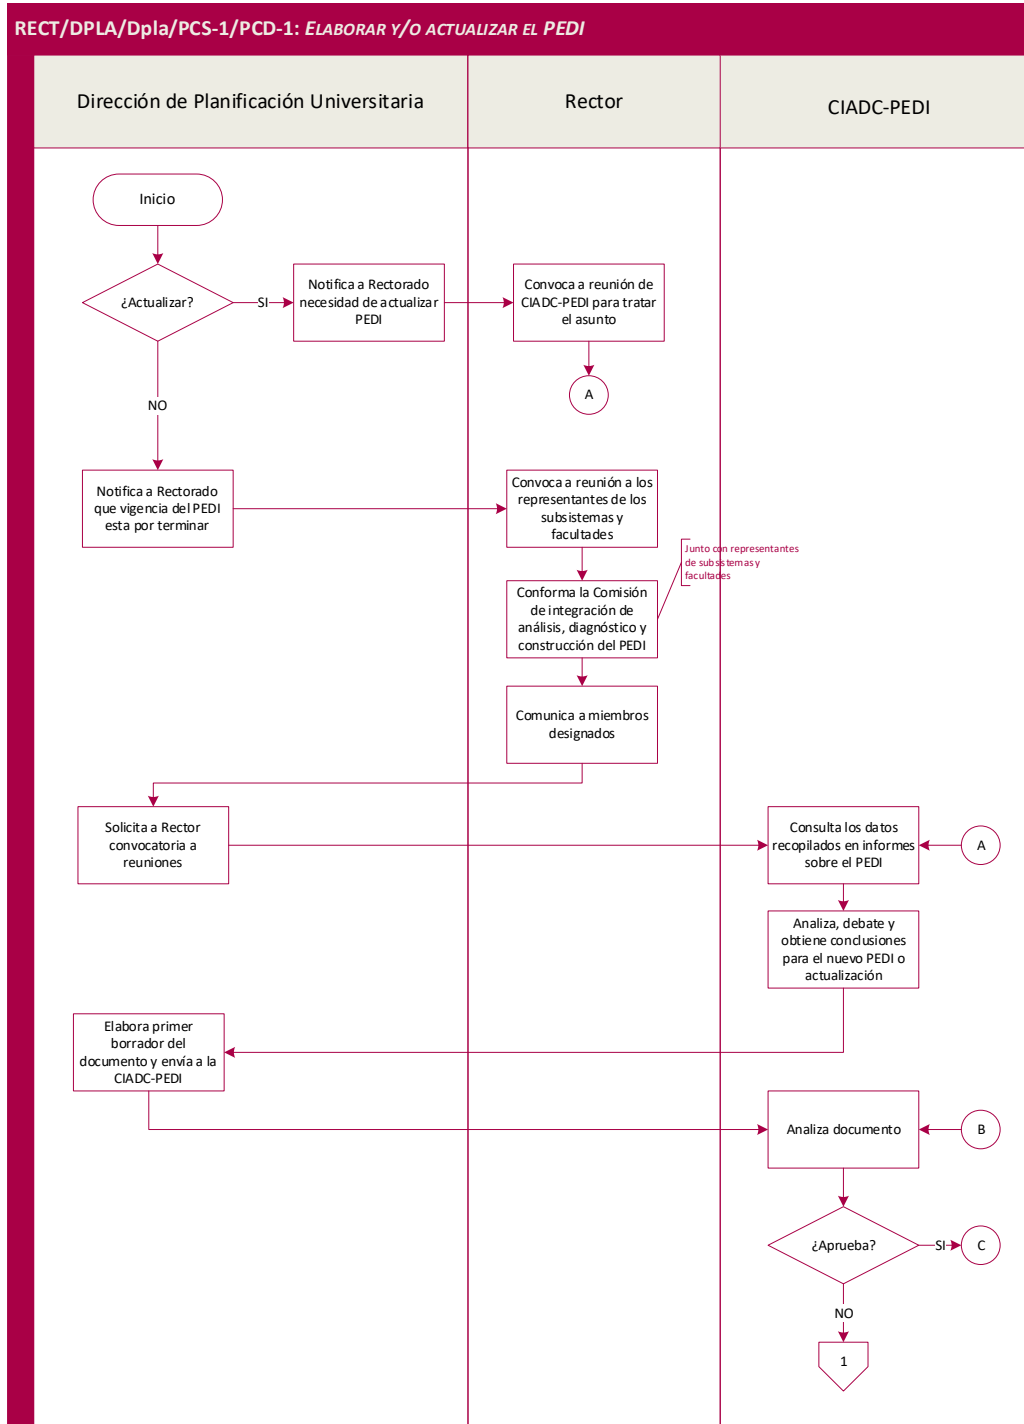 RECT/DPLA/Dpla/PCS-1/PCD-1: ELABORAR Y/O ACTUALIZAR EL PEDI
Dirección de Planificación Universitaria
Rector
CIADC-PEDI
Inicio
¿Actualizar?
SI
Notifica a Rectorado
necesidad de actualizar
PEDI
Convoca a reunión de
CIADC-PEDI para tratar
el asunto
A
NO
Notifica a Rectorado
que vigencia del PEDI
esta por terminar
Convoca a reunión a los
representantes de los
subsistemas y
facultades
Junto con representantes
de subsistemas y
facultades
Conforma la Comisión
de integración de
análisis, diagnóstico y
construcción del PEDI
Comunica a miembros
designados
Solicita a Rector
convocatoria a
reuniones
Consulta los datos
recopilados en informes
sobre el PEDI
A
Analiza, debate y
obtiene conclusiones
para el nuevo PEDI o
actualización
Elabora primer
borrador del
documento y envía a la
CIADC-PEDI
Analiza documento
B
¿Aprueba?
SI
C
NO
1